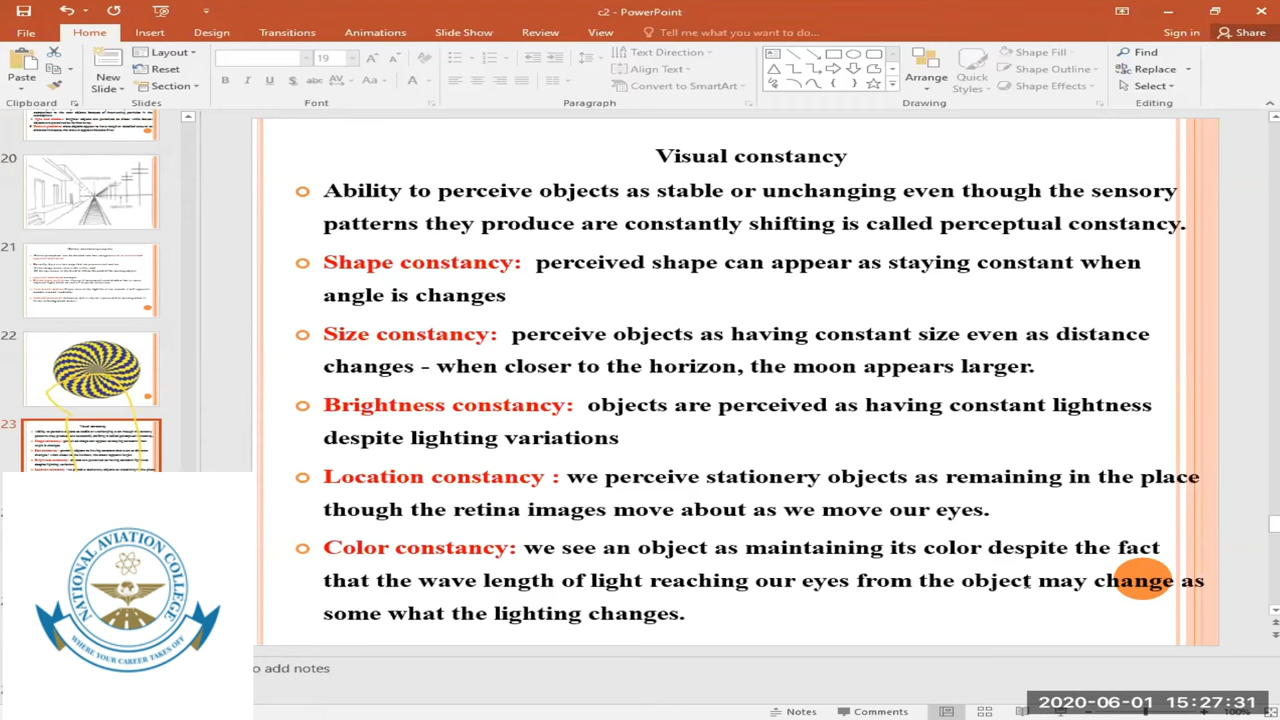 c2 - PowerPoint
File Home Insert Design Transitions Animations Slide Show Review View Tell me what you want to do... Sign in Share
Paste
New
Slide
Layout
Reset
Section
19
B I U S abc AV Aa A
Text Direction
Align Text
Convert to SmartArt
Arrange
Quick
Styles
Shape Fill
Shape Outline
Shape Effects
Find
Replace
Select
Clipboard Slides Font Paragraph Drawing Editing
20
21
22
23
Visual constancy
Ability to perceive objects as stable or unchanging even though the sensory
patterns they produce are constantly shifting is called perceptual constancy.
Shape constancy: perceived shape can appear as staying constant when
angle is changes
Size constancy: perceive objects as having constant size even as distance
changes - when closer to the horizon, the moon appears larger.
Brightness constancy: objects are perceived as having constant lightness
despite lighting variations
Location constancy : we perceive stationery objects as remaining in the place
though the retina images move about as we move our eyes.
Color constancy: we see an object as maintaining its color despite the fact
that the wave length of light reaching our eyes from the object may change as
some what the lighting changes.
NATIONAL AVIATION COLLEGE
WHERE YOUR CAREER TAKES OFF
to add notes
2020-06-01 15:27:31
Notes Comments 100%